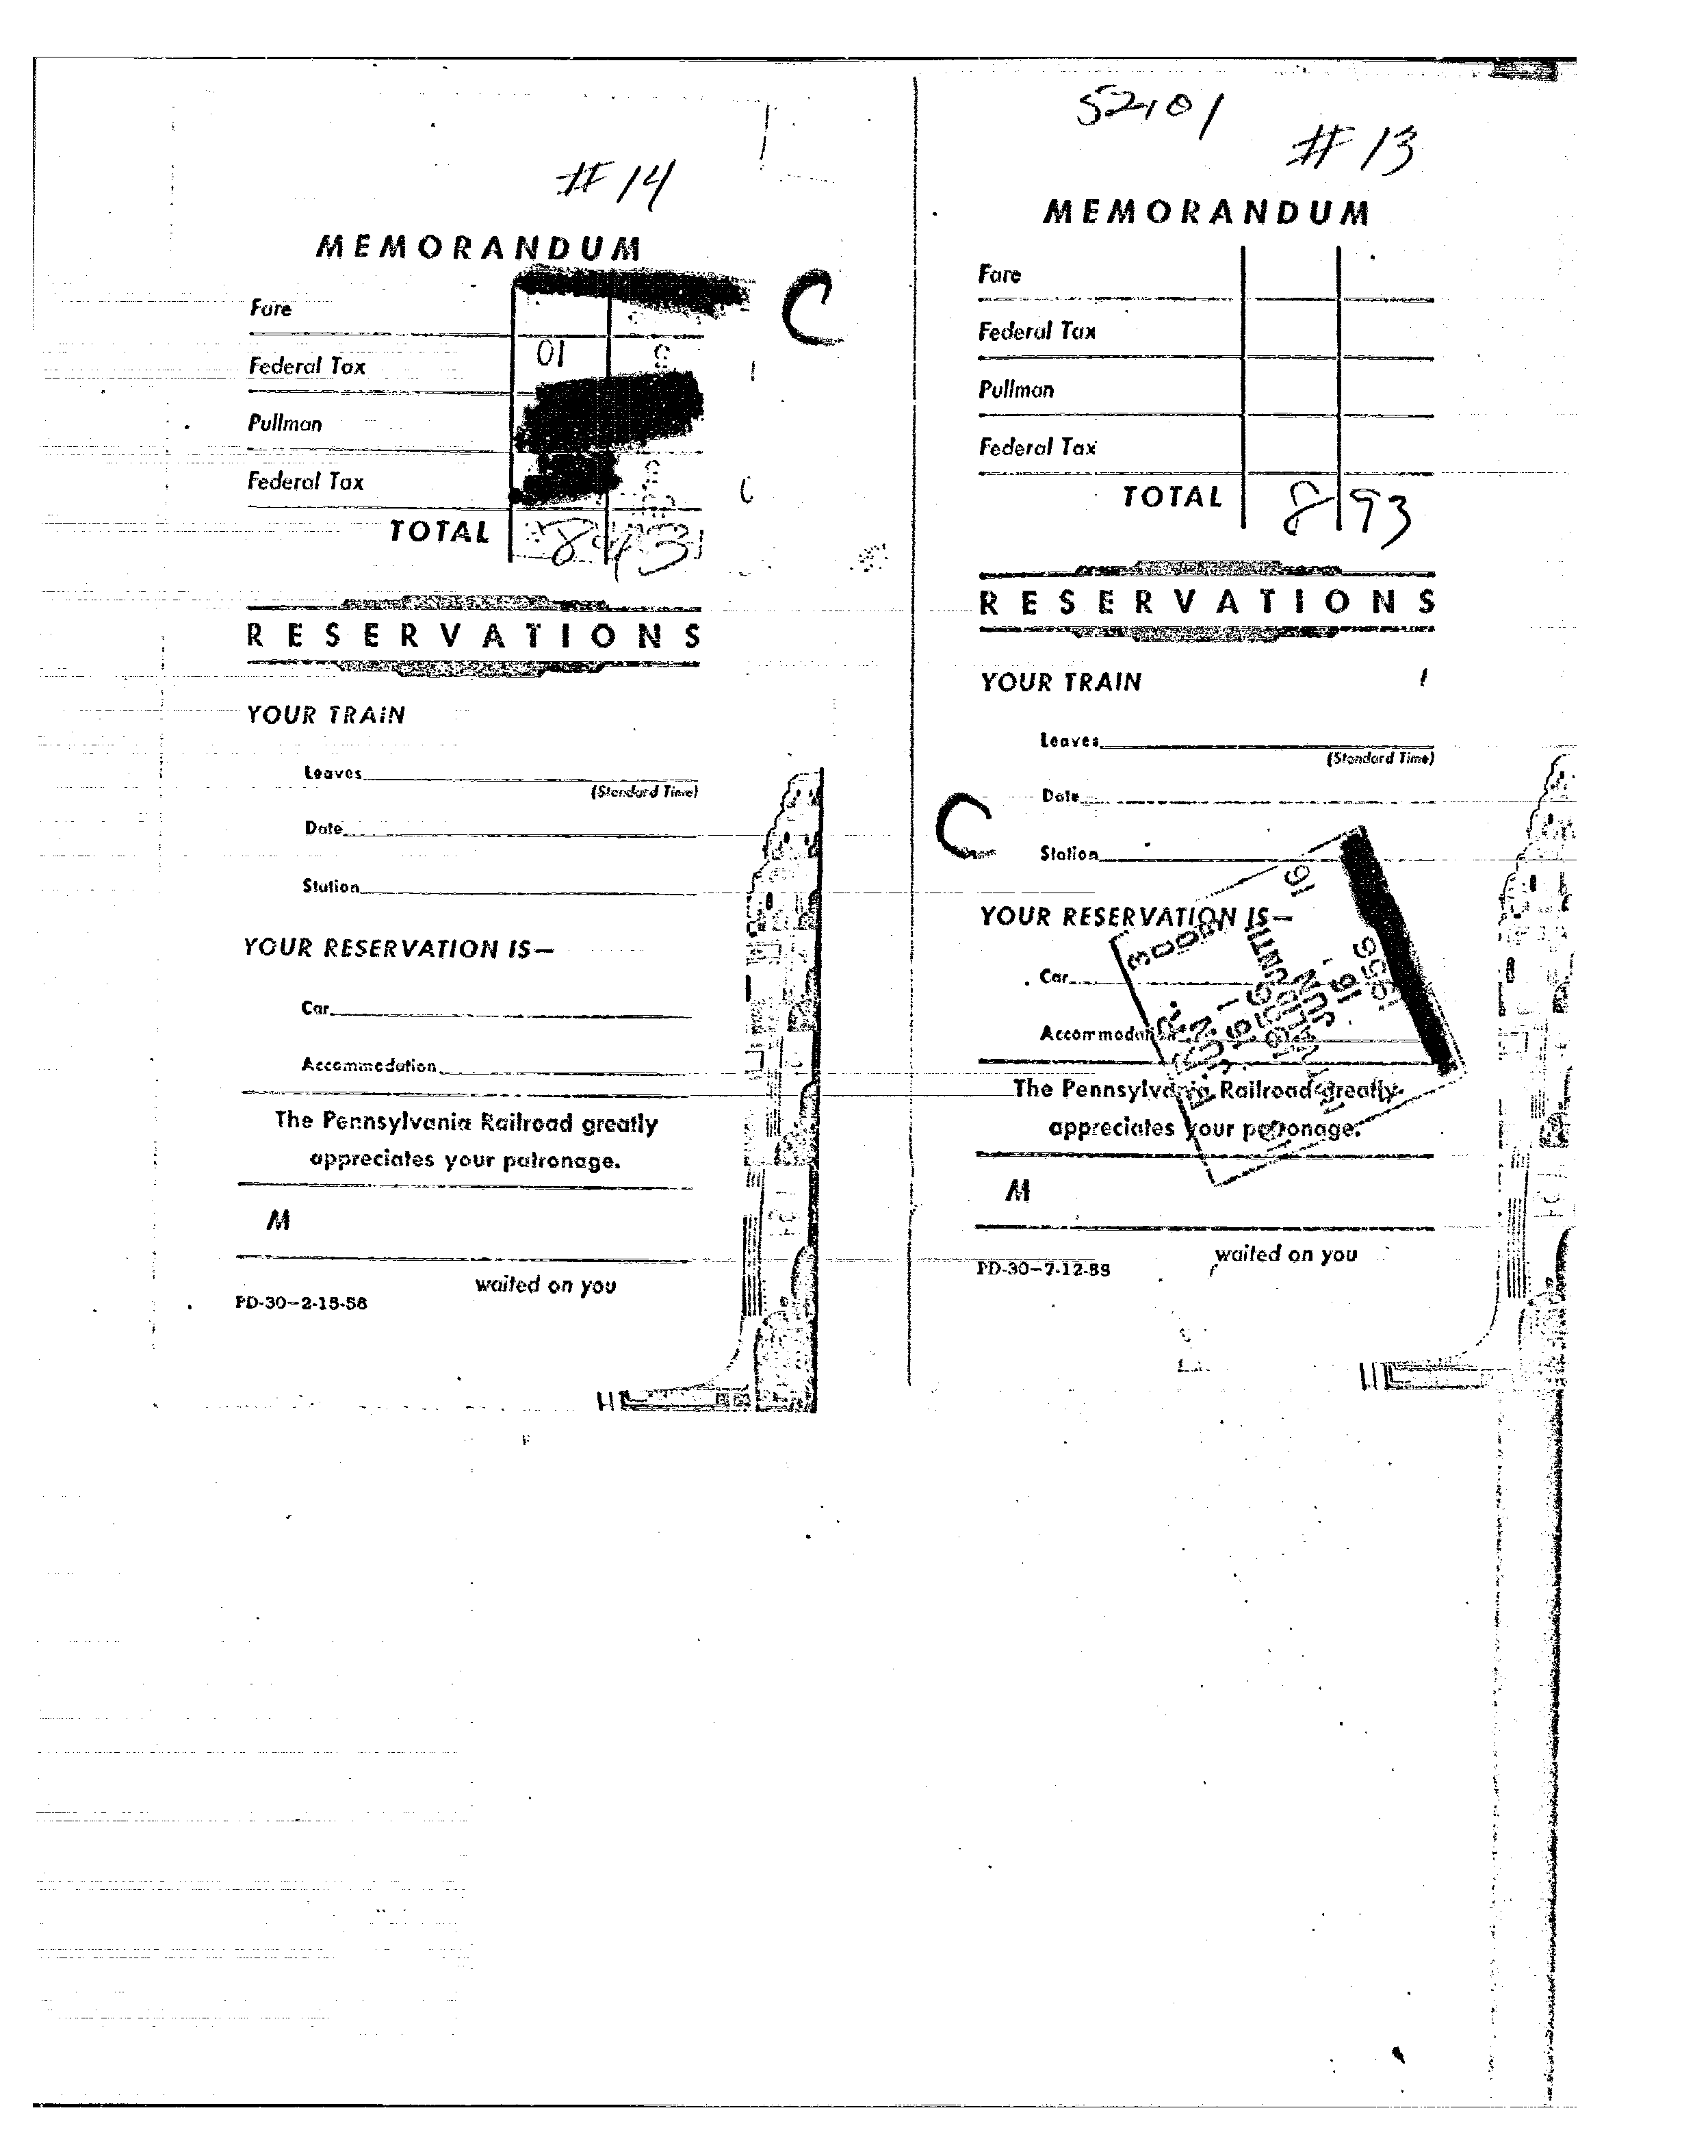 #14
MEMORANDUM
Fare
Federal Tax 01
Pullman
Federal Tax
TOTAL 8 43
RESERVATIONS
YOUR TRAIN
Leaves
(Standard Time)
Date
Station
YOUR RESERVATION IS—
Car
Accommodation
The Pennsylvania Railroad greatly
appreciates your patronage.
M
waited on you
PD-30—2-15-56
C
52101
#13
MEMORANDUM
Fare
Federal Tax
Pullman
Federal Tax
TOTAL 8 93
RESERVATIONS
YOUR TRAIN
Leaves
(Standard Time)
Date
C
Station
YOUR RESERVATION IS—
Car
Accommodation
The Pennsylvania Railroad greatly
appreciates your patronage.
M
waited on you
PD-30—7-12-55